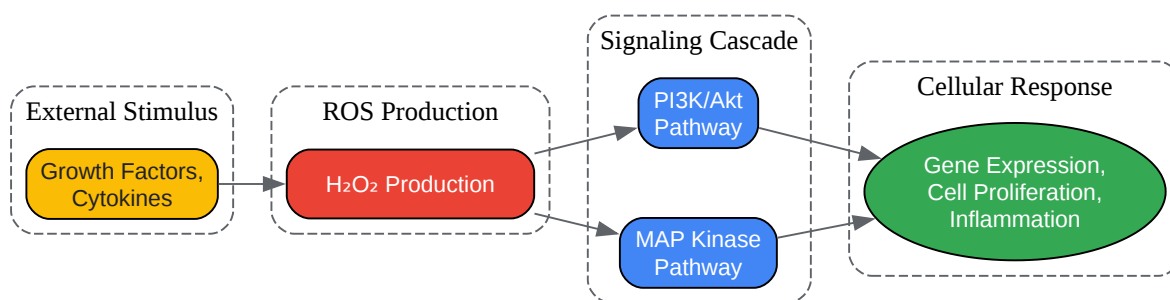 External Stimulus
Growth Factors,
Cytokines
ROS Production
H₂O₂ Production
Signaling Cascade
PI3K/Akt
Pathway
MAP Kinase
Pathway
Cellular Response
Gene Expression,
Cell Proliferation,
Inflammation